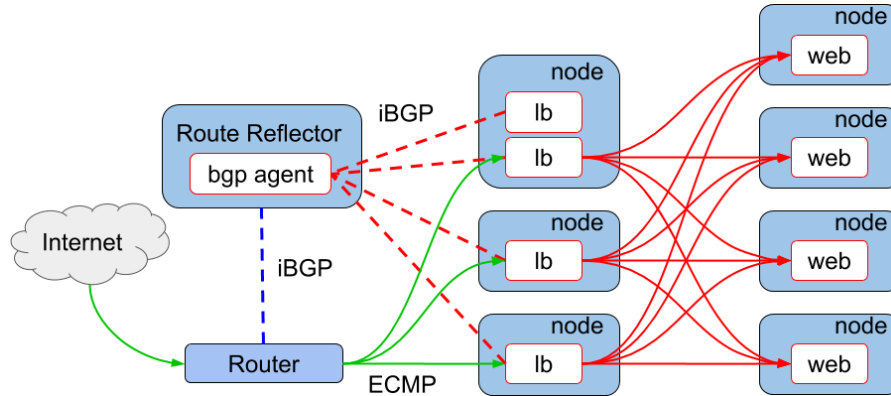 node
web
node
lb
lb
iBGP
Route Reflector
bgp agent
node
web
Internet
iBGP
node
lb
node
web
Router
ECMP
node
lb
node
web